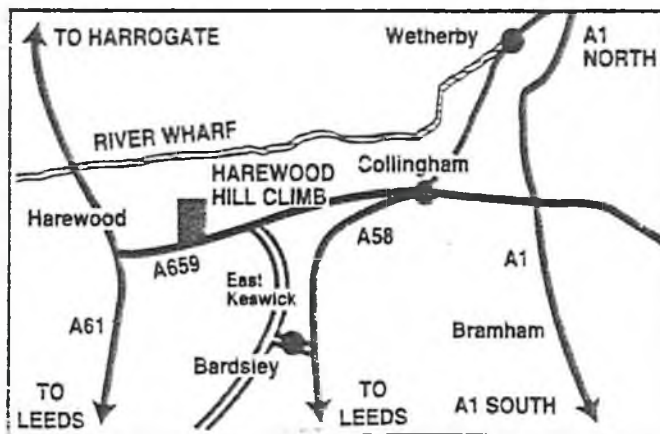 TO HARROGATE
Wetherby
A1
NORTH
RIVER WHARF
HAREWOOD
HILL CLIMB
Collingham
Harewood
A659
A58
East
Keswick
A1
A61
Bardsley
Bramham
TO
LEEDS
TO
LEEDS
A1 SOUTH